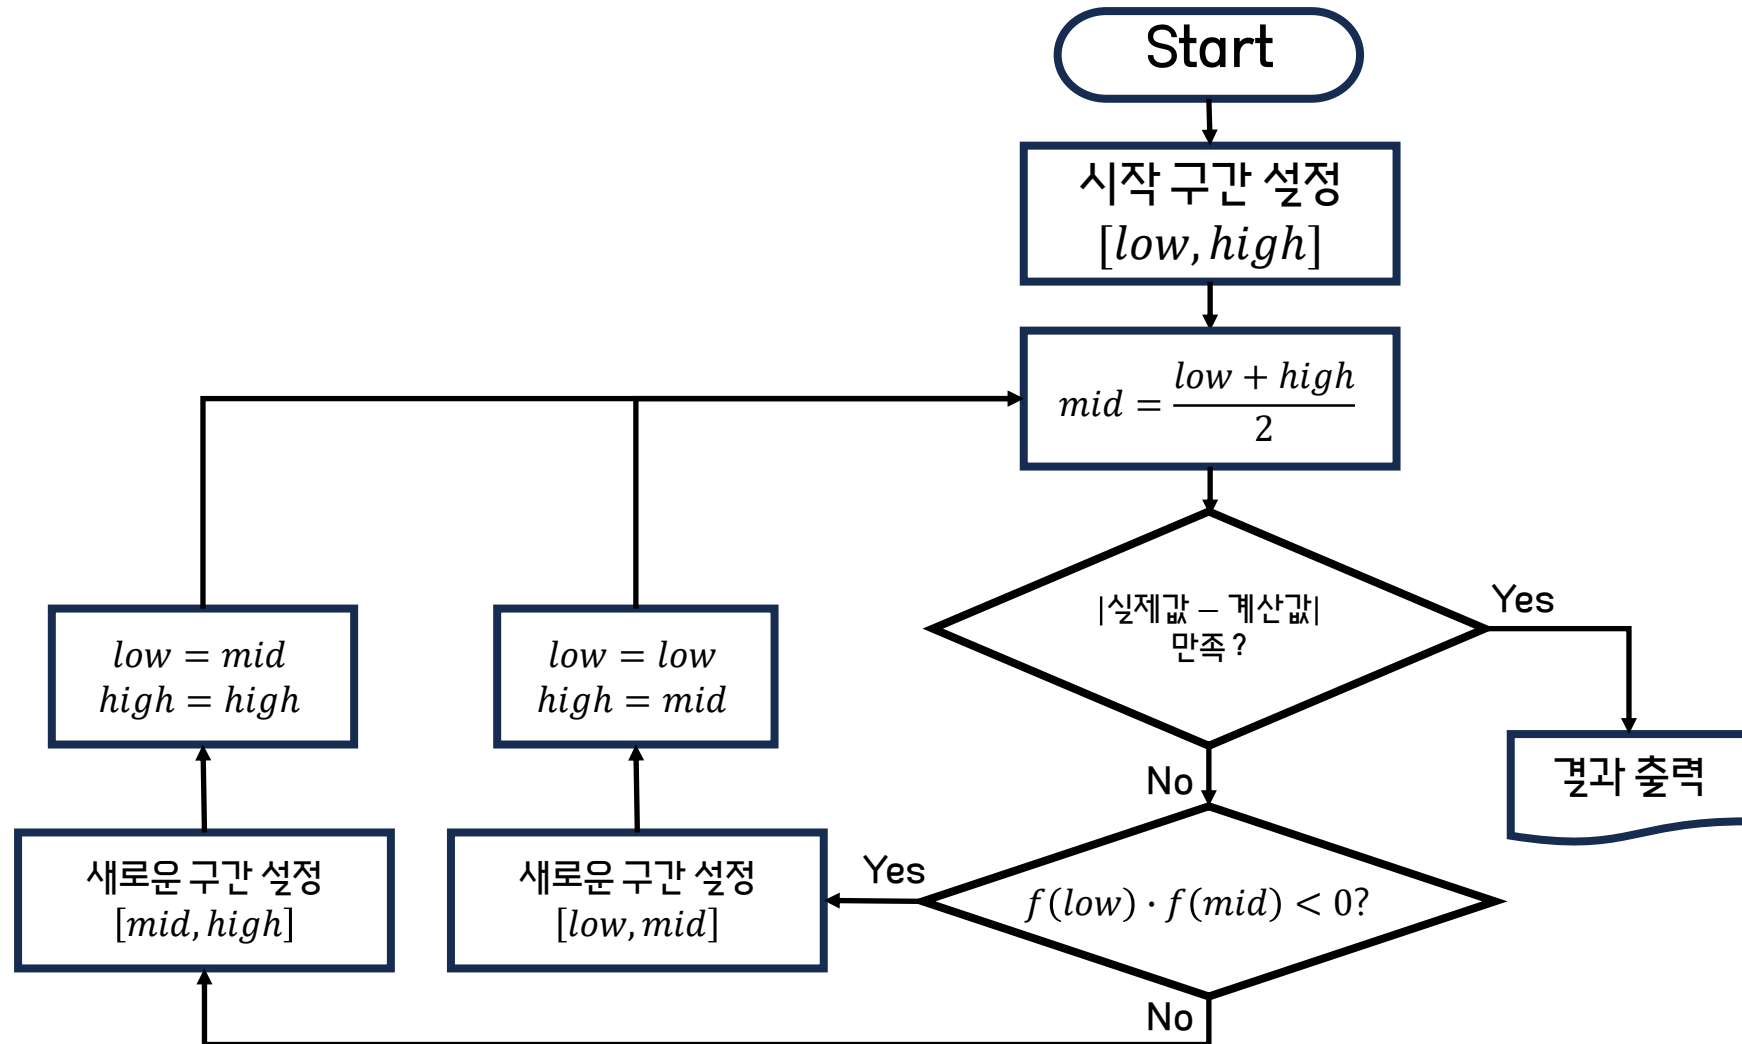 Start
시작 구간 설정
[low, high]
mid = (low + high) / 2
|실제값 – 계산값|
만족 ?
Yes
결과 출력
No
f(low) · f(mid) < 0?
Yes
새로운 구간 설정
[low, mid]
low = low
high = mid
No
새로운 구간 설정
[mid, high]
low = mid
high = high